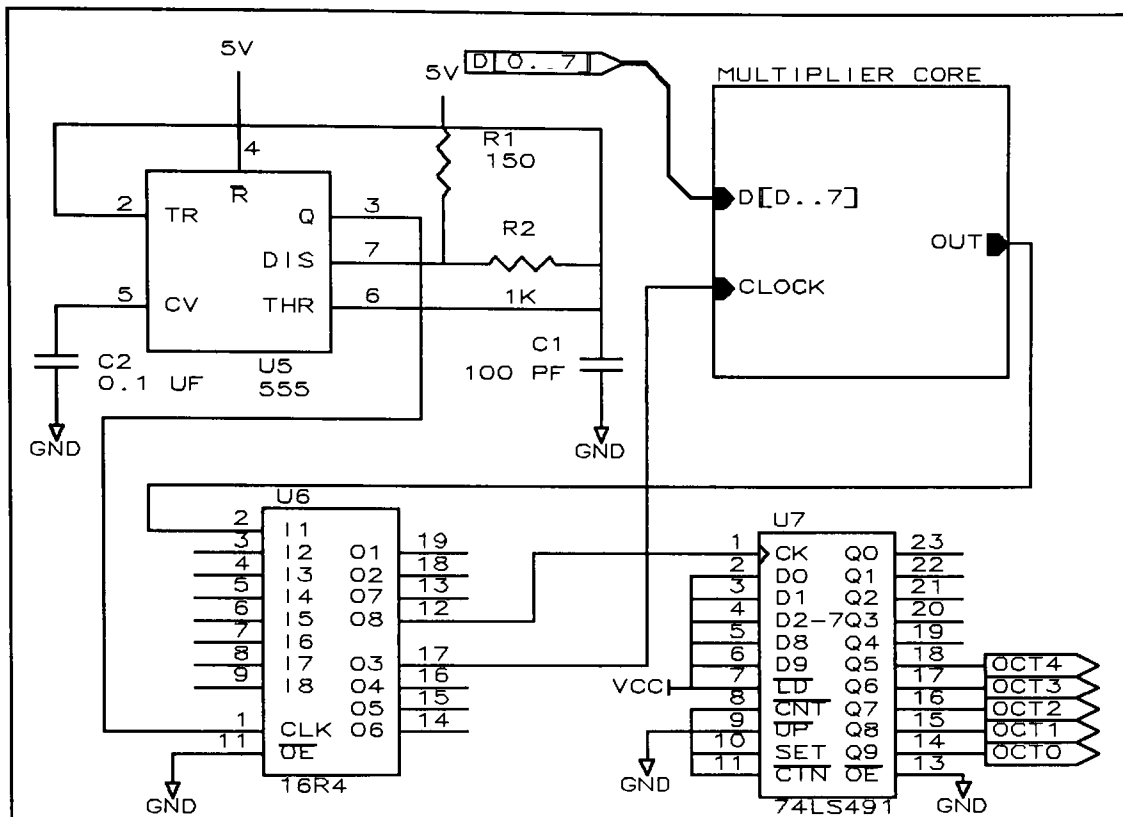 5V
5V
D[0..7]
MULTIPLIER CORE
R1
150
4
R
2
TR
Q
3
D[D..7]
R2
OUT
DIS
7
CLOCK
5
CV
THR
6
1K
C2
0.1 UF
U5
555
C1
100 PF
GND
GND
U6
2
I1
3
I2
O1
19
4
I3
O2
18
5
I4
O7
13
6
I5
O8
12
7
I6
8
I7
O3
17
9
I8
O4
16
O5
15
1
CLK
O6
14
11
OE
16R4
GND
U7
1
CK
Q0
23
2
D0
Q1
22
3
D1
Q2
21
4
D2-7
Q3
20
5
D8
Q4
19
6
D9
Q5
18
OCT4
VCC
7
LD
Q6
17
OCT3
8
CNT
Q7
16
OCT2
9
UP
Q8
15
OCT1
10
SET
Q9
14
OCT0
11
CIN
OE
13
GND
74LS491
GND